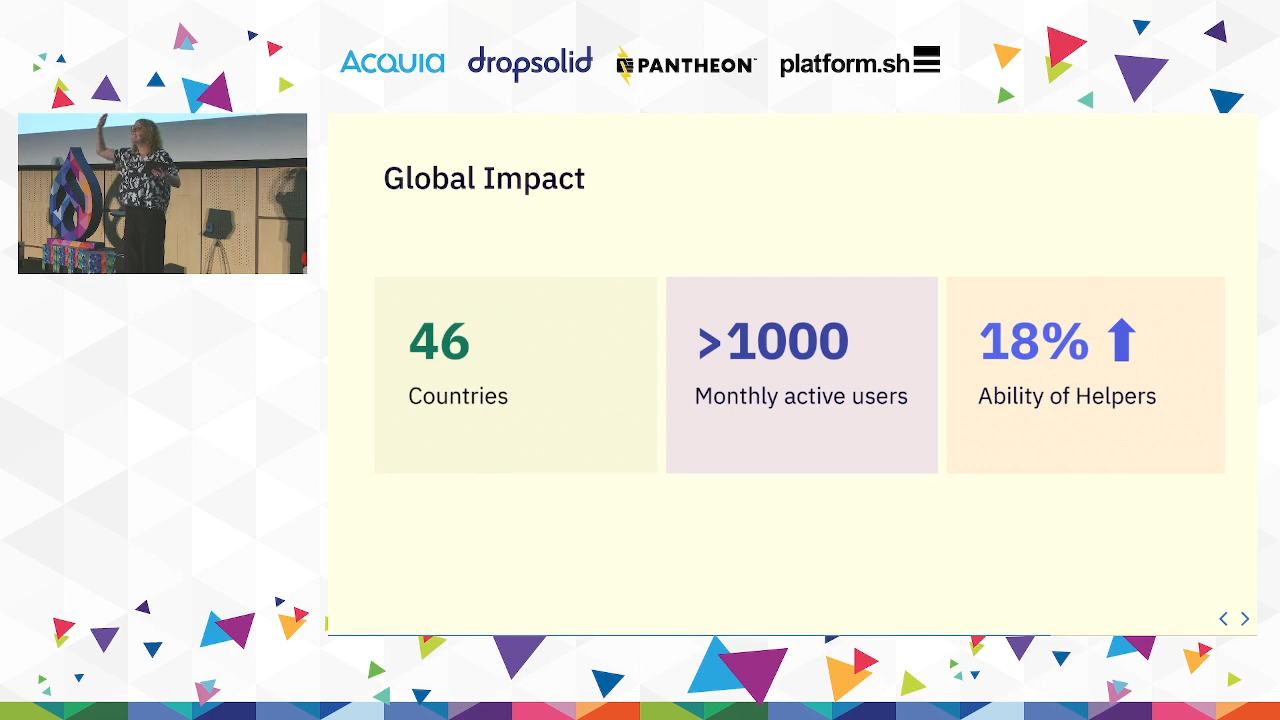 ACQUIA dropsolid PANTHEON platform.sh
Global Impact
46
Countries
>1000
Monthly active users
18% ⬆
Ability of Helpers